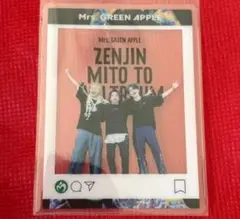 Mrs. GREEN APPLE
Mrs. GREEN APPLE
ZENJIN
MITO TO